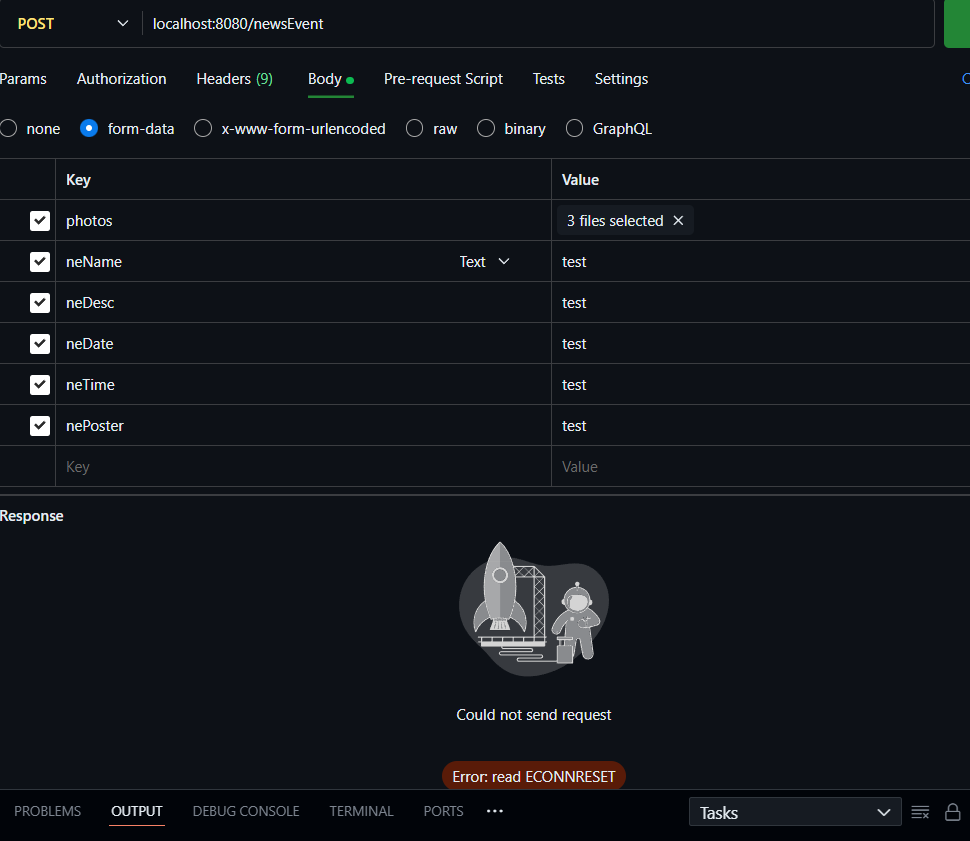 POST localhost:8080/newsEvent
Params Authorization Headers (9) Body Pre-request Script Tests Settings
none form-data x-www-form-urlencoded raw binary GraphQL
Key Value
photos 3 files selected
neName Text test
neDesc test
neDate test
neTime test
nePoster test
Key Value
Response
Could not send request
Error: read ECONNRESET
PROBLEMS OUTPUT DEBUG CONSOLE TERMINAL PORTS Tasks